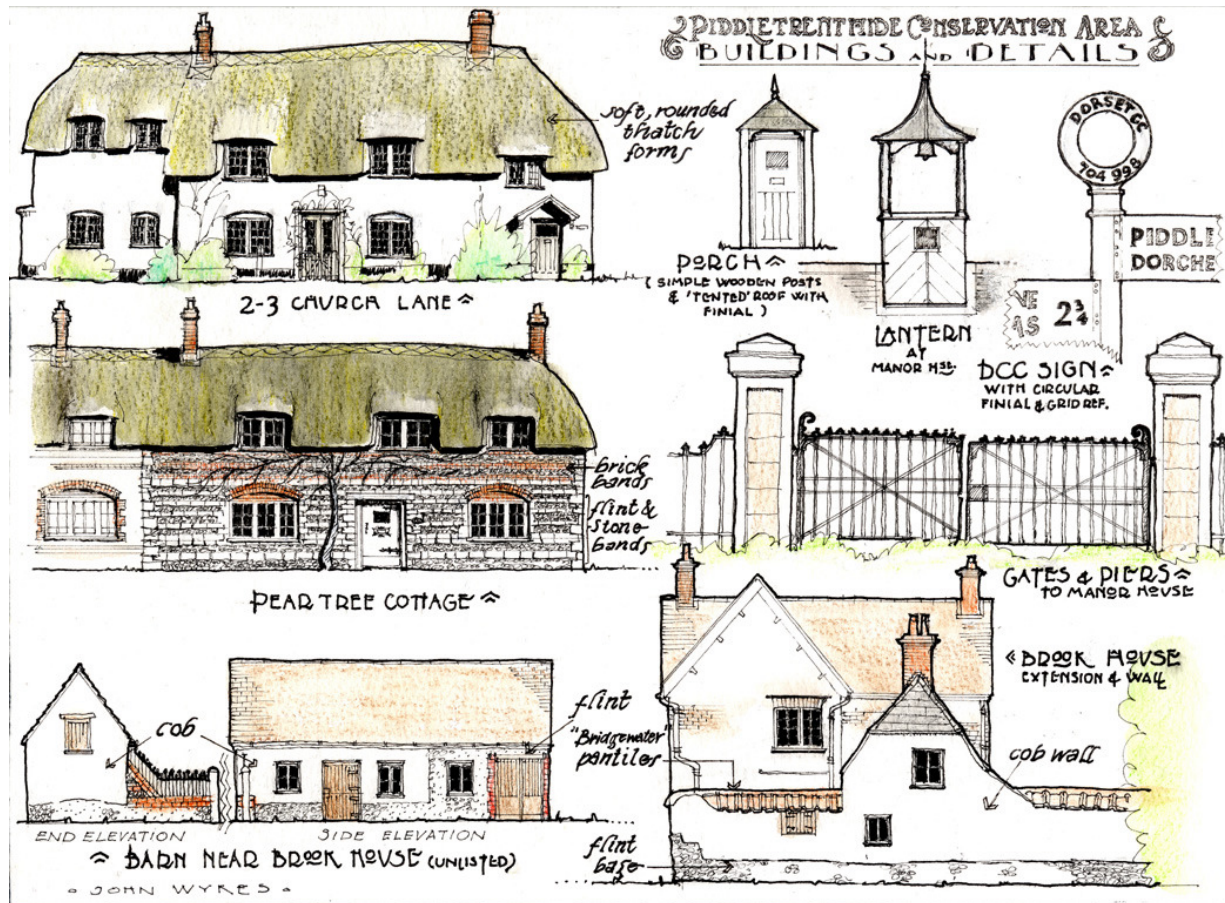 PIDDLETRENTHIDE CONSERVATION AREA
BUILDINGS AND DETAILS
soft, rounded
thatch
forms
2-3 CHURCH LANE
PORCH
(SIMPLE WOODEN POSTS
& 'TENTED' ROOF WITH
FINIAL)
LANTERN
AT
MANOR HSE.
DORSET CC
704 998
PIDDLE
DORCHE
VE
AS 2¾
DCC SIGN
WITH CIRCULAR
FINIAL & GRID REF.
brick
bands
flint &
stone
bands
PEAR TREE COTTAGE
GATES & PIERS
TO MANOR HOUSE
BROOK HOUSE
EXTENSION & WALL
cob
flint
"Bridgewater"
pantiles
cob wall
flint
base
END ELEVATION
SIDE ELEVATION
BARN NEAR BROOK HOUSE (UNLISTED)
JOHN WYKES